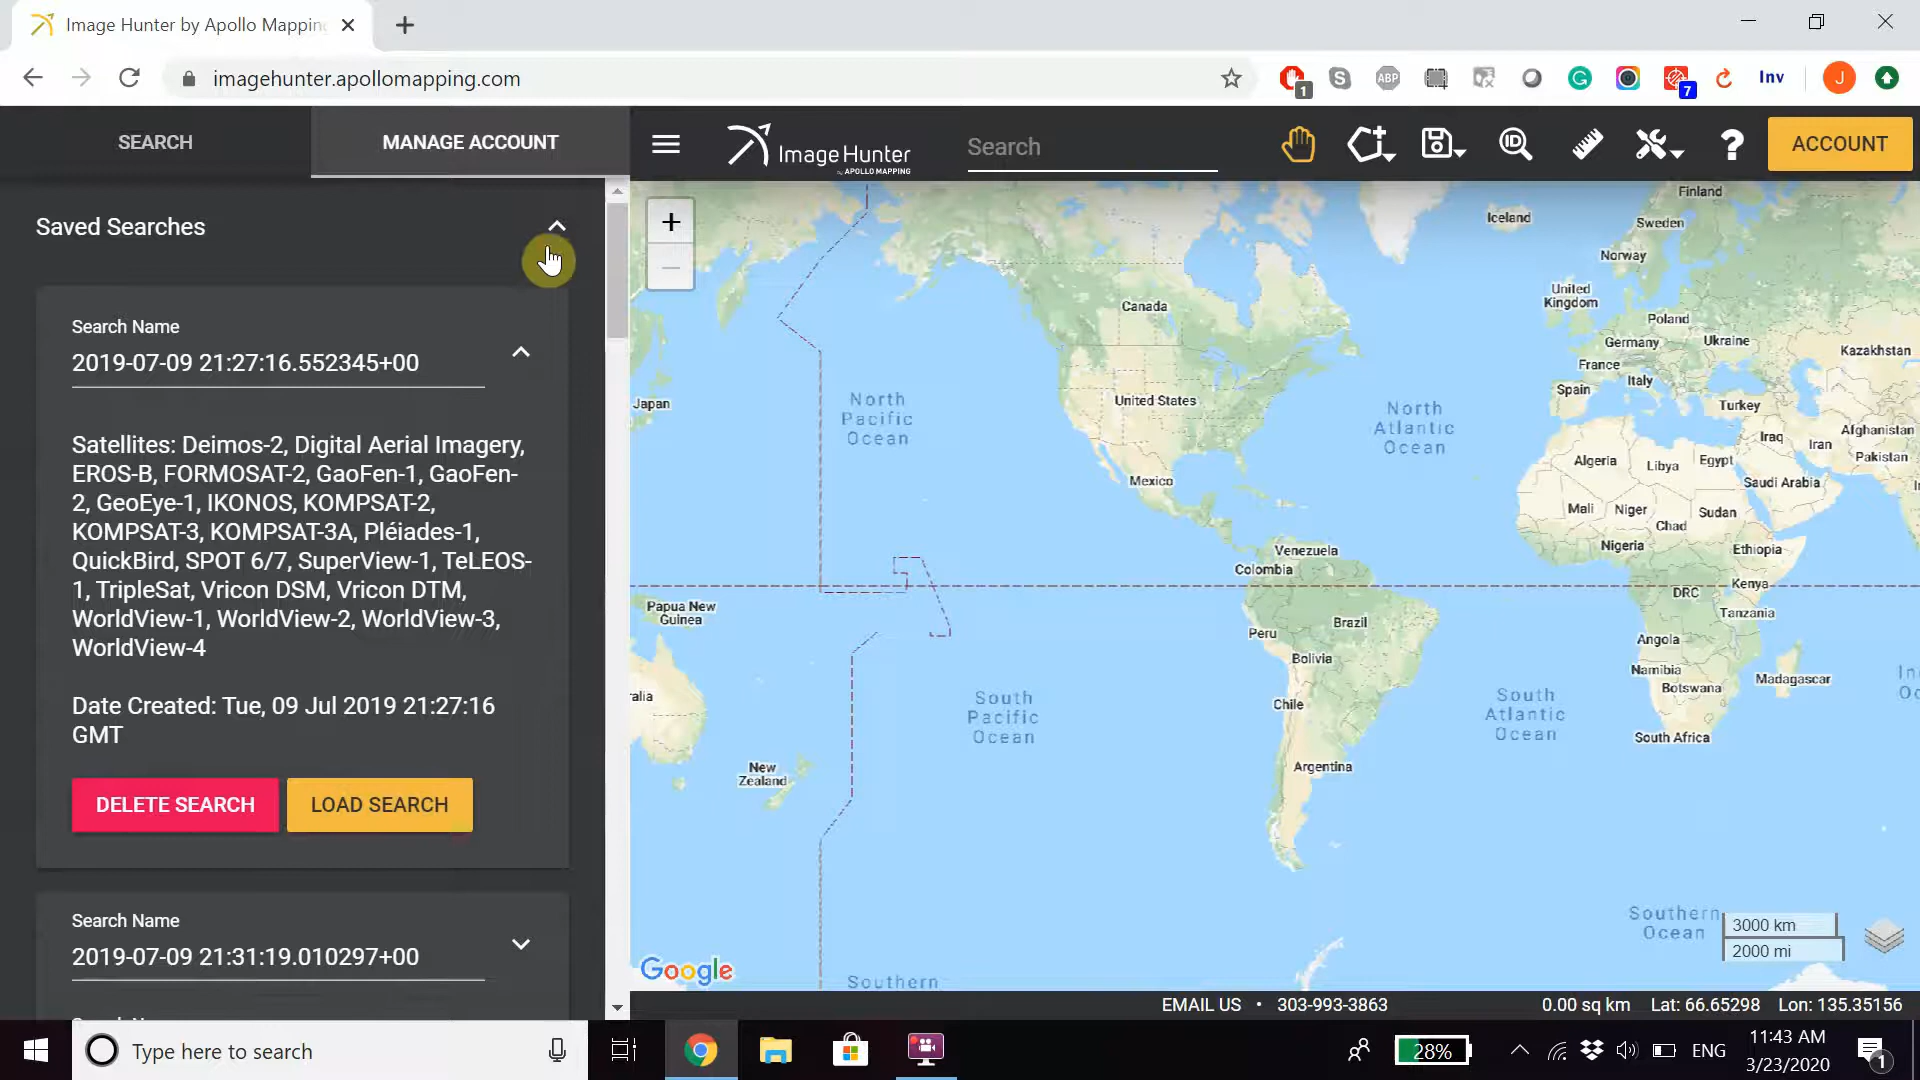 Image Hunter by Apollo Mapping
imagehunter.apollomapping.com
ABP
1
7
Inv
J
SEARCH
MANAGE ACCOUNT
ImageHunter
by APOLLO MAPPING
Search
ID
ACCOUNT
Saved Searches
Search Name
2019-07-09 21:27:16.552345+00
Satellites: Deimos-2, Digital Aerial Imagery,
EROS-B, FORMOSAT-2, GaoFen-1, GaoFen-
2, GeoEye-1, IKONOS, KOMPSAT-2,
KOMPSAT-3, KOMPSAT-3A, Pléiades-1,
QuickBird, SPOT 6/7, SuperView-1, TeLEOS-
1, TripleSat, Vricon DSM, Vricon DTM,
WorldView-1, WorldView-2, WorldView-3,
WorldView-4
Date Created: Tue, 09 Jul 2019 21:27:16
GMT
DELETE SEARCH
LOAD SEARCH
Search Name
2019-07-09 21:31:19.010297+00
+
−
Finland
Iceland
Sweden
Norway
United
Kingdom
Canada
Poland
Germany
Ukraine
Kazakhstan
France
Italy
Spain
Turkey
Japan
North
Pacific
Ocean
United States
North
Atlantic
Ocean
Afghanistan
Iraq
Iran
Pakistan
Algeria
Libya
Egypt
Saudi Arabia
Mexico
Mali
Niger
Sudan
Chad
Nigeria
Ethiopia
Venezuela
Colombia
Kenya
DRC
Papua New
Guinea
Tanzania
Peru
Brazil
Angola
Bolivia
Namibia
Botswana
Madagascar
In
Oc
ralia
South
Pacific
Ocean
Chile
South
Atlantic
Ocean
South Africa
New
Zealand
Argentina
Southern
Ocean
3000 km
2000 mi
Google
Southern
EMAIL US • 303-993-3863
0.00 sq km
Lat: 66.65298
Lon: 135.35156
Type here to search
28%
ENG
11:43 AM
3/23/2020
1